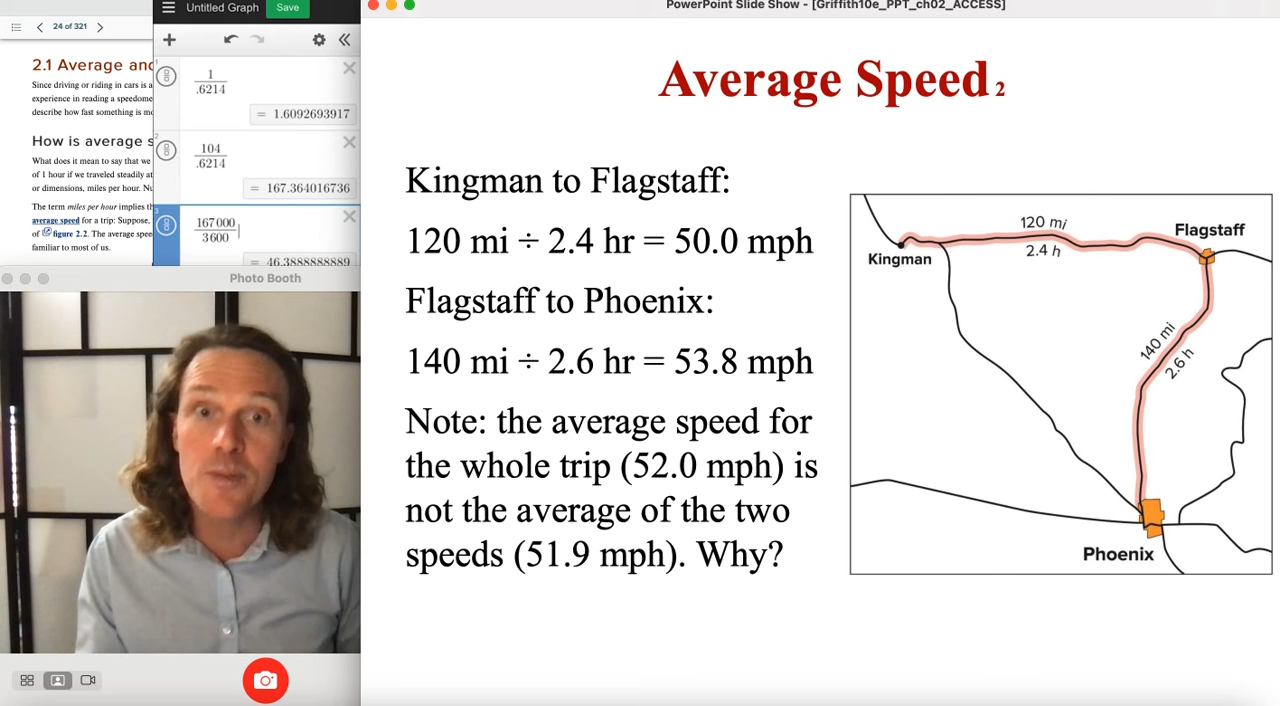 24 of 321
2.1 Average and
Since driving or riding in cars is a
experience in reading a speedome
describe how fast something is mo
How is average s
What does it mean to say that we
of 1 hour if we traveled steadily at
or dimensions, miles per hour. Nu
The term miles per hour implies th
average speed for a trip: Suppose,
of figure 2.2. The average spee
familiar to most of us.
Untitled Graph
Save
1
1
.6214
= 1.6092693917
2
104
.6214
= 167.364016736
3
167000
3600
= 46.3888888889
Photo Booth
PowerPoint Slide Show - [Griffith10e_PPT_ch02_ACCESS]
Average Speed 2
Kingman to Flagstaff:
120 mi ÷ 2.4 hr = 50.0 mph
Flagstaff to Phoenix:
140 mi ÷ 2.6 hr = 53.8 mph
Note: the average speed for
the whole trip (52.0 mph) is
not the average of the two
speeds (51.9 mph). Why?
120 mi
2.4 h
Flagstaff
Kingman
140 mi
2.6 h
Phoenix